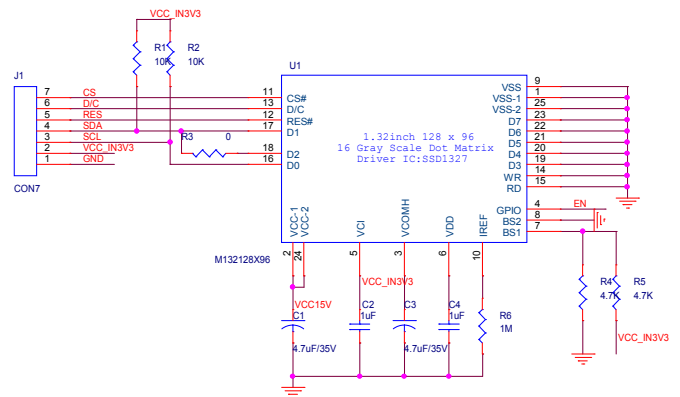 VCC_IN3V3
R1
10K
R2
10K
U1
J1
7 CS 11 CS#
6 D/C 13 D/C
5 RES 12 RES#
4 SDA 17 D1
3 SCL
2 VCC_IN3V3
1 GND
CON7
R3 0
18 D2
16 D0
1.32inch 128 x 96
16 Gray Scale Dot Matrix
Driver IC:SSD1327
VSS 9
VSS-1 1
VSS-2 25
D7 23
D6 22
D5 21
D4 20
D3 19
WR 14
RD 15
GPIO 4 EN
BS2 8
BS1 7
VCC-1
VCC-2
VCI
VCOMH
VDD
IREF
2
24
5
3
6
10
M132128X96
VCC15V
C1
4.7uF/35V
VCC_IN3V3
C2
1uF
C3
4.7uF/35V
C4
1uF
R6
1M
R4
4.7K
R5
4.7K
VCC_IN3V3